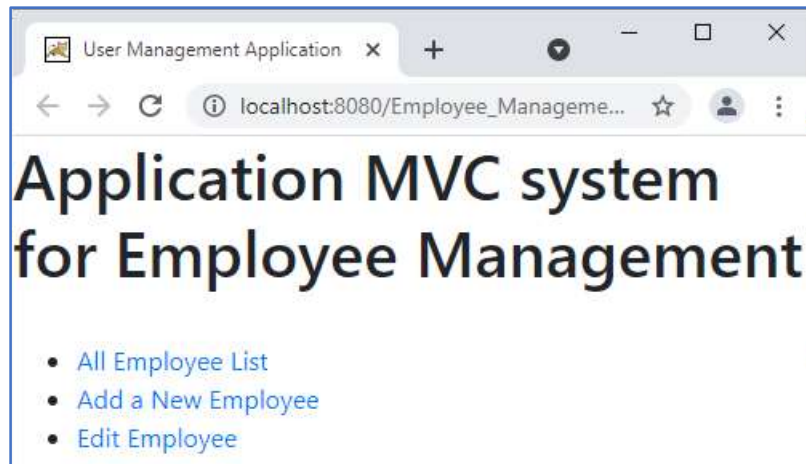 User Management Application
localhost:8080/Employee_Manageme...
Application MVC system
for Employee Management
All Employee List
Add a New Employee
Edit Employee